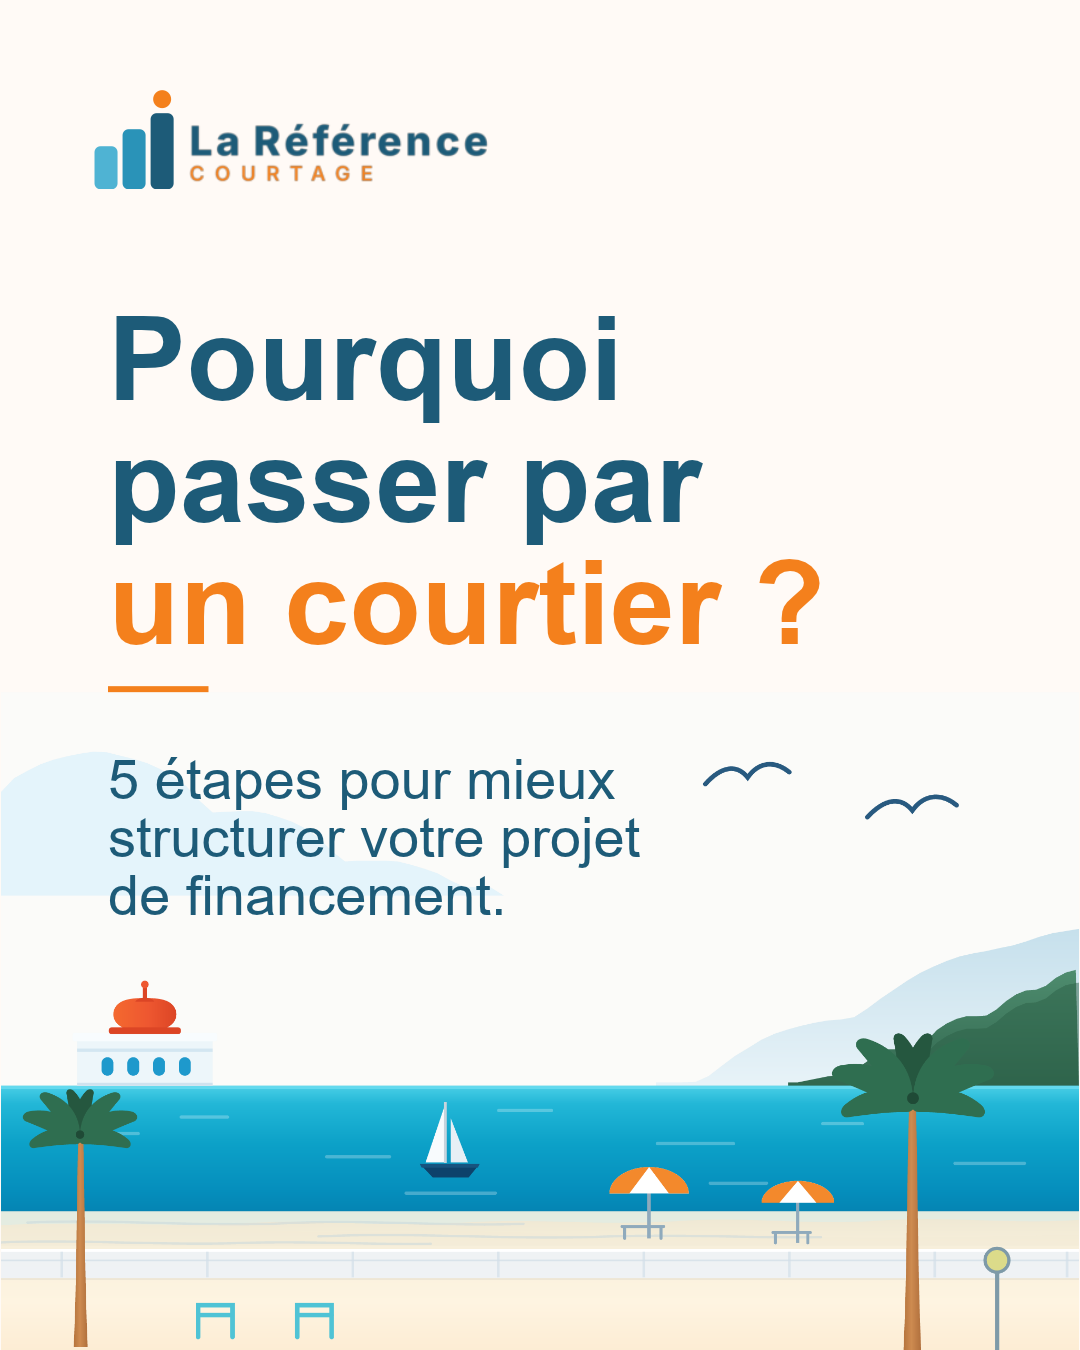 La Référence
COURTAGE
Pourquoi
passer par
un courtier ?
5 étapes pour mieux
structurer votre projet
de financement.